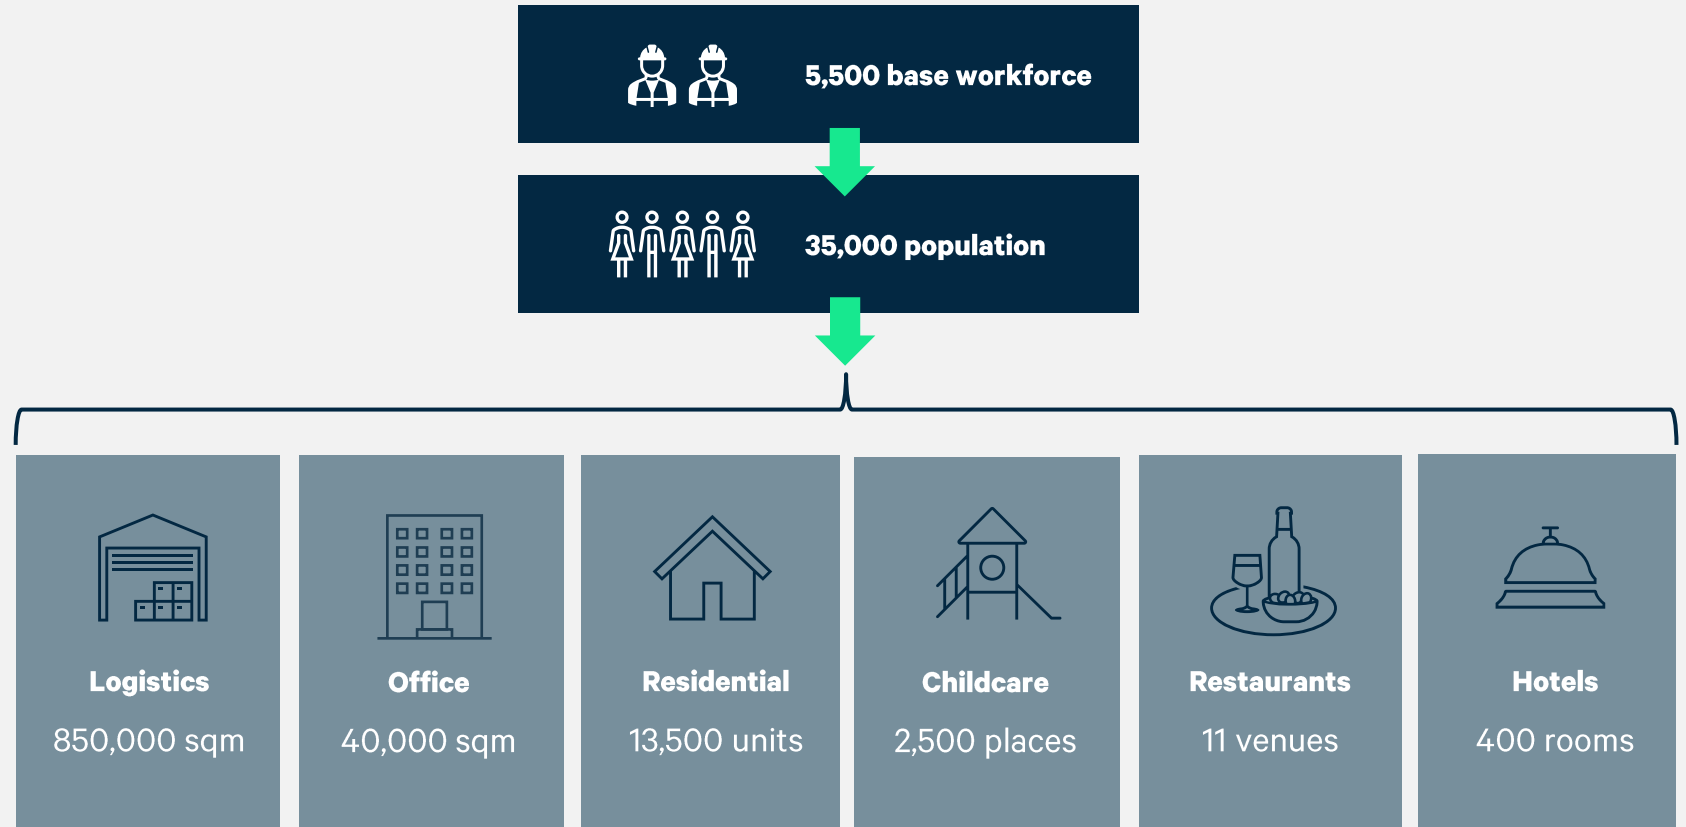 5,500 base workforce
35,000 population
Logistics
850,000 sqm
Office
40,000 sqm
Residential
13,500 units
Childcare
2,500 places
Restaurants
11 venues
Hotels
400 rooms